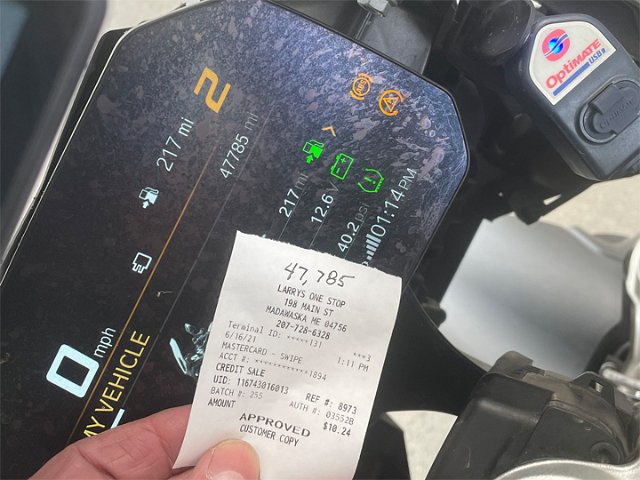 OptiMATE
USB
2
217 mi
47785 mi
217 mi
12.6 V
40.2 psi
01:14 PM
0 mph
MY VEHICLE
47,785
LARRYS ONE STOP
198 MAIN ST
MADAWASKA ME 04756
207-728-6328
Terminal ID: *****131 ***3
6/16/21 1:11 PM
MASTERCARD - SWIPE
ACCT #: ************1894
CREDIT SALE
UID: 116743016013 REF #: 8973
BATCH #: 255 AUTH #: 03552B
AMOUNT $10.24
APPROVED
CUSTOMER COPY